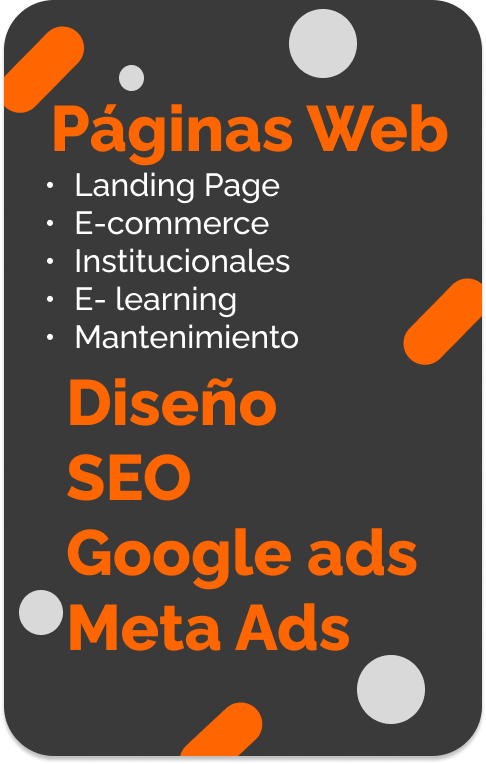 Páginas Web
• Landing Page
• E-commerce
• Institucionales
• E- learning
• Mantenimiento
Diseño
SEO
Google ads
Meta Ads